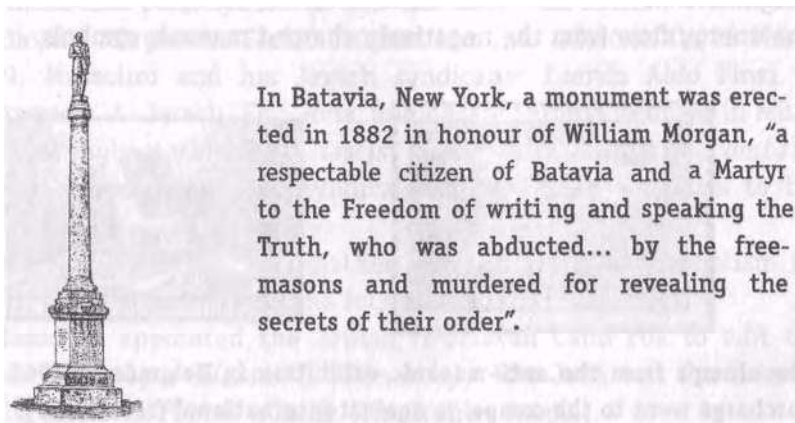 In Batavia, New York, a monument was erec-
ted in 1882 in honour of William Morgan, “a
respectable citizen of Batavia and a Martyr
to the Freedom of writing and speaking the
Truth, who was abducted... by the free-
masons and murdered for revealing the
secrets of their order”.